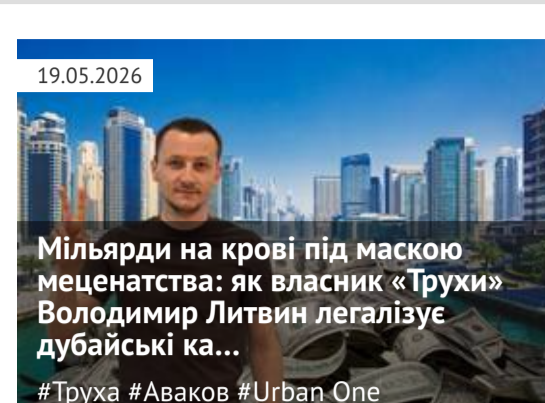 19.05.2026
Мільярди на крові під маскою
меценатства: як власник «Трухи»
Володимир Литвин легалізує
дубайські ка...
#Труха #Аваков #Urban One